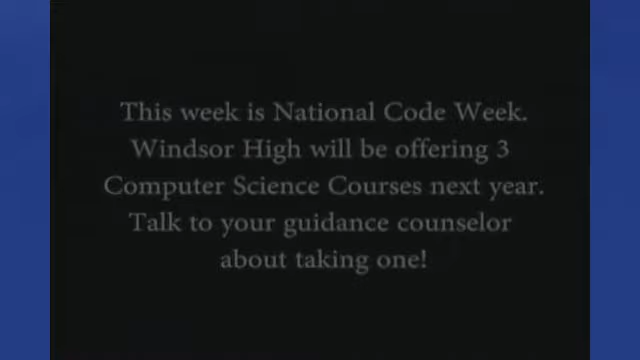 This week is National Code Week.
Windsor High will be offering 3
Computer Science Courses next year.
Talk to your guidance counselor
about taking one!